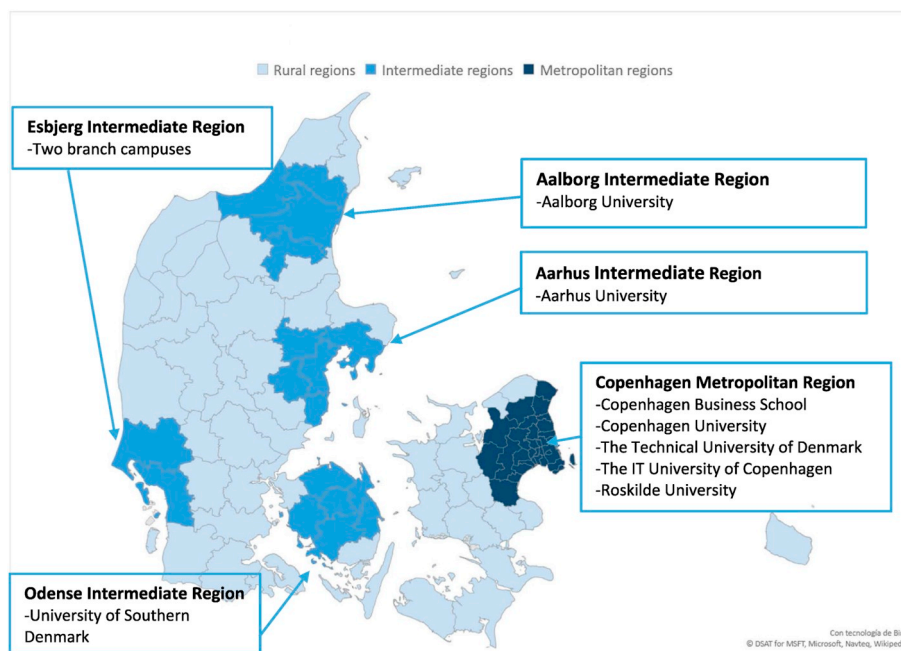 Rural regions Intermediate regions Metropolitan regions
Esbjerg Intermediate Region
-Two branch campuses
Aalborg Intermediate Region
-Aalborg University
Aarhus Intermediate Region
-Aarhus University
Copenhagen Metropolitan Region
-Copenhagen Business School
-Copenhagen University
-The Technical University of Denmark
-The IT University of Copenhagen
-Roskilde University
Odense Intermediate Region
-University of Southern
Denmark
Con tecnología de Bi
© DSAT for MSFT, Microsoft, Navteq, Wikiped